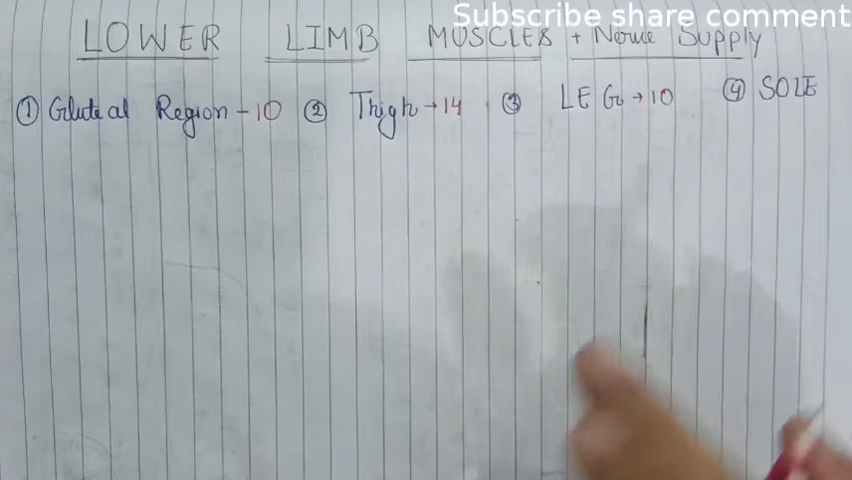 Subscribe share comment
LOWER LIMB MUSCLES + Nerve Supply
① Gluteal Region - 10 ② Thigh → 14 ③ LEG → 10 ④ SOLE